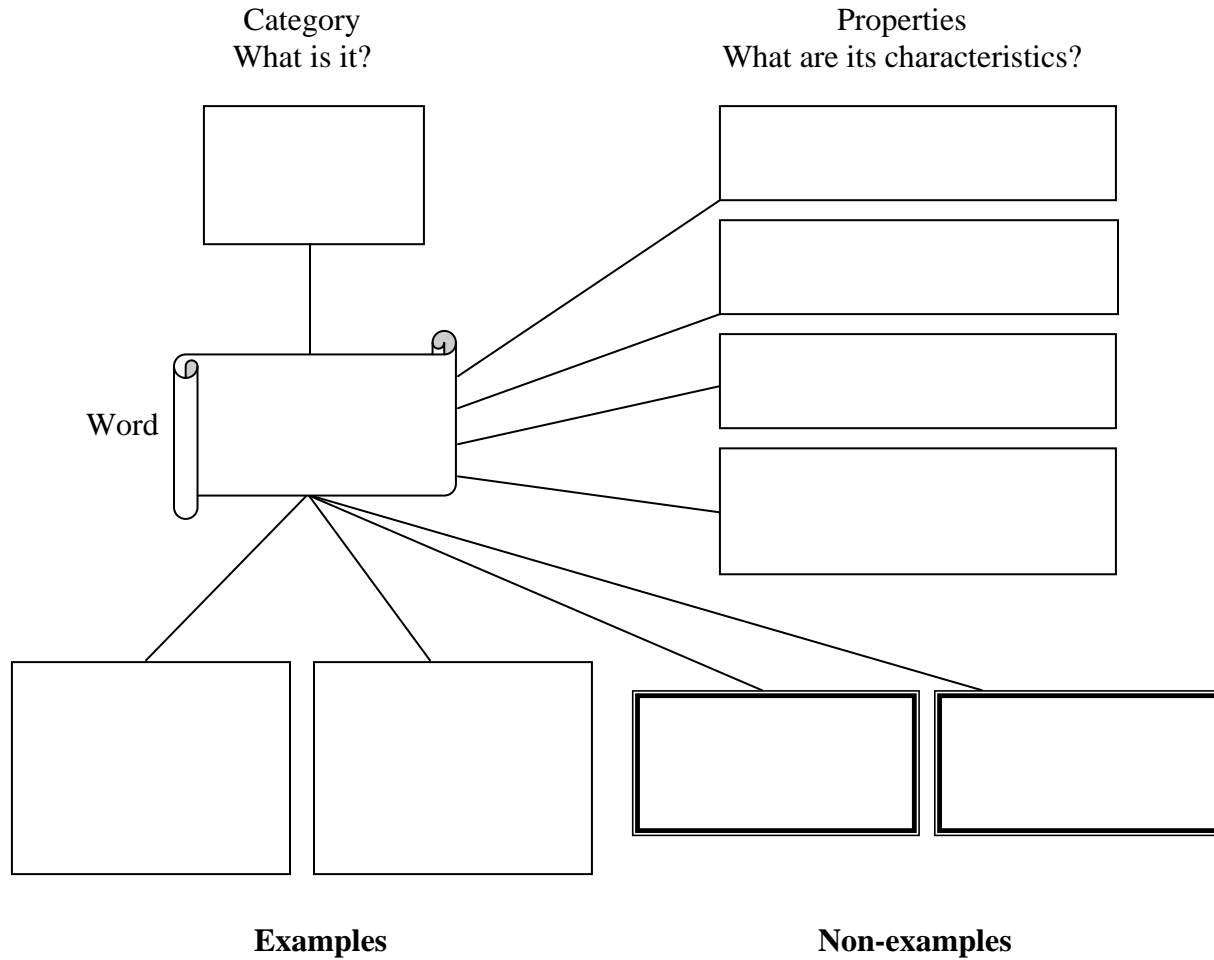 Category
What is it?
Properties
What are its characteristics?
Word
Examples
Non-examples